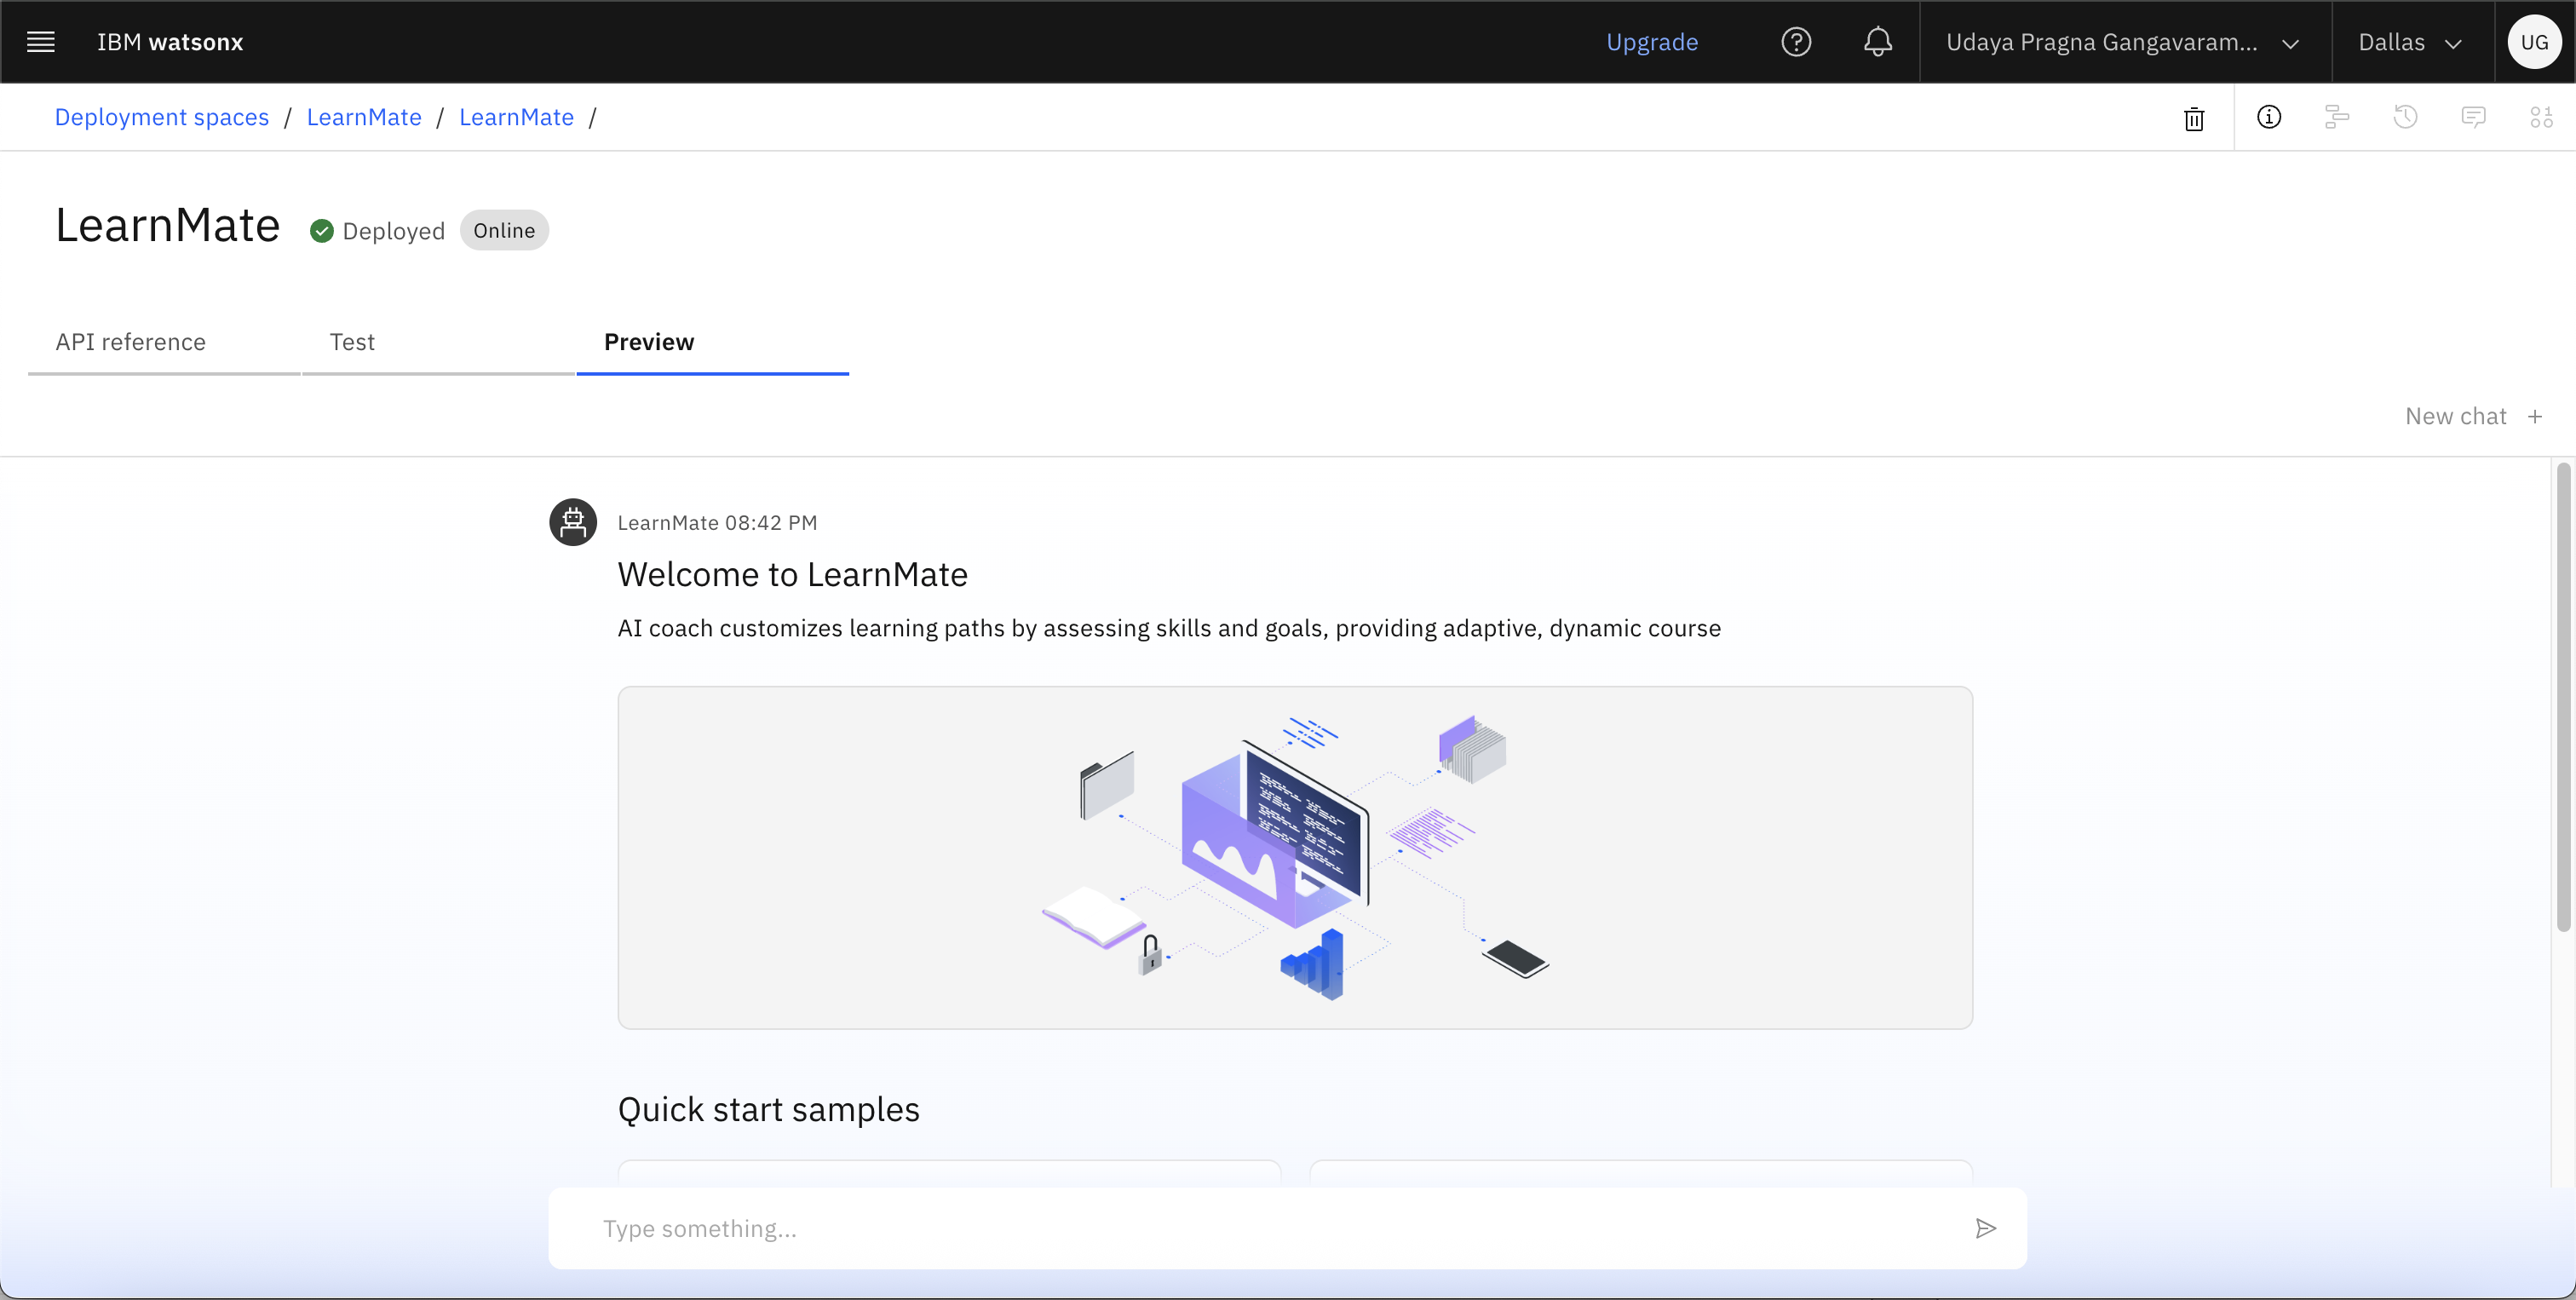 IBM watsonx
Upgrade
Udaya Pragna Gangavaram...
Dallas
UG
Deployment spaces / LearnMate / LearnMate /
LearnMate
Deployed
Online
API reference
Test
Preview
New chat +
LearnMate 08:42 PM
Welcome to LearnMate
AI coach customizes learning paths by assessing skills and goals, providing adaptive, dynamic course
Quick start samples
Type something...